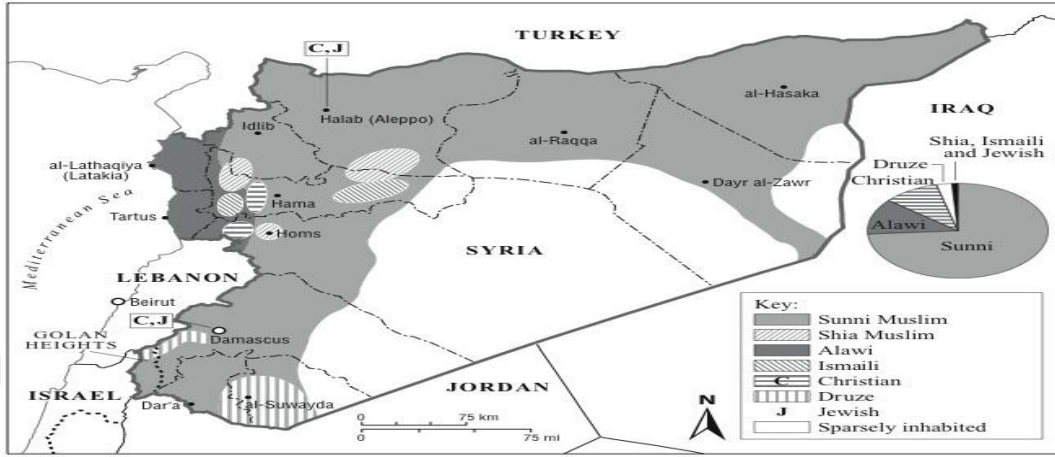 TURKEY
C, J
al-Hasaka
IRAQ
Halab (Aleppo)
Idlib
al-Raqqa
Shia, Ismaili
and Jewish
Druze
Christian
al-Lathaqiya
(Latakia)
Dayr al-Zawr
Mediterranean Sea
Hama
Tartus
Alawi
Sunni
Homs
SYRIA
LEBANON
Beirut
C, J
Damascus
GOLAN
HEIGHTS
ISRAEL
JORDAN
Dar'a
al-Suwayda
0 75 km
0 75 mi
N
Key:
Sunni Muslim
Shia Muslim
Alawi
Ismaili
C Christian
Druze
J Jewish
Sparsely inhabited